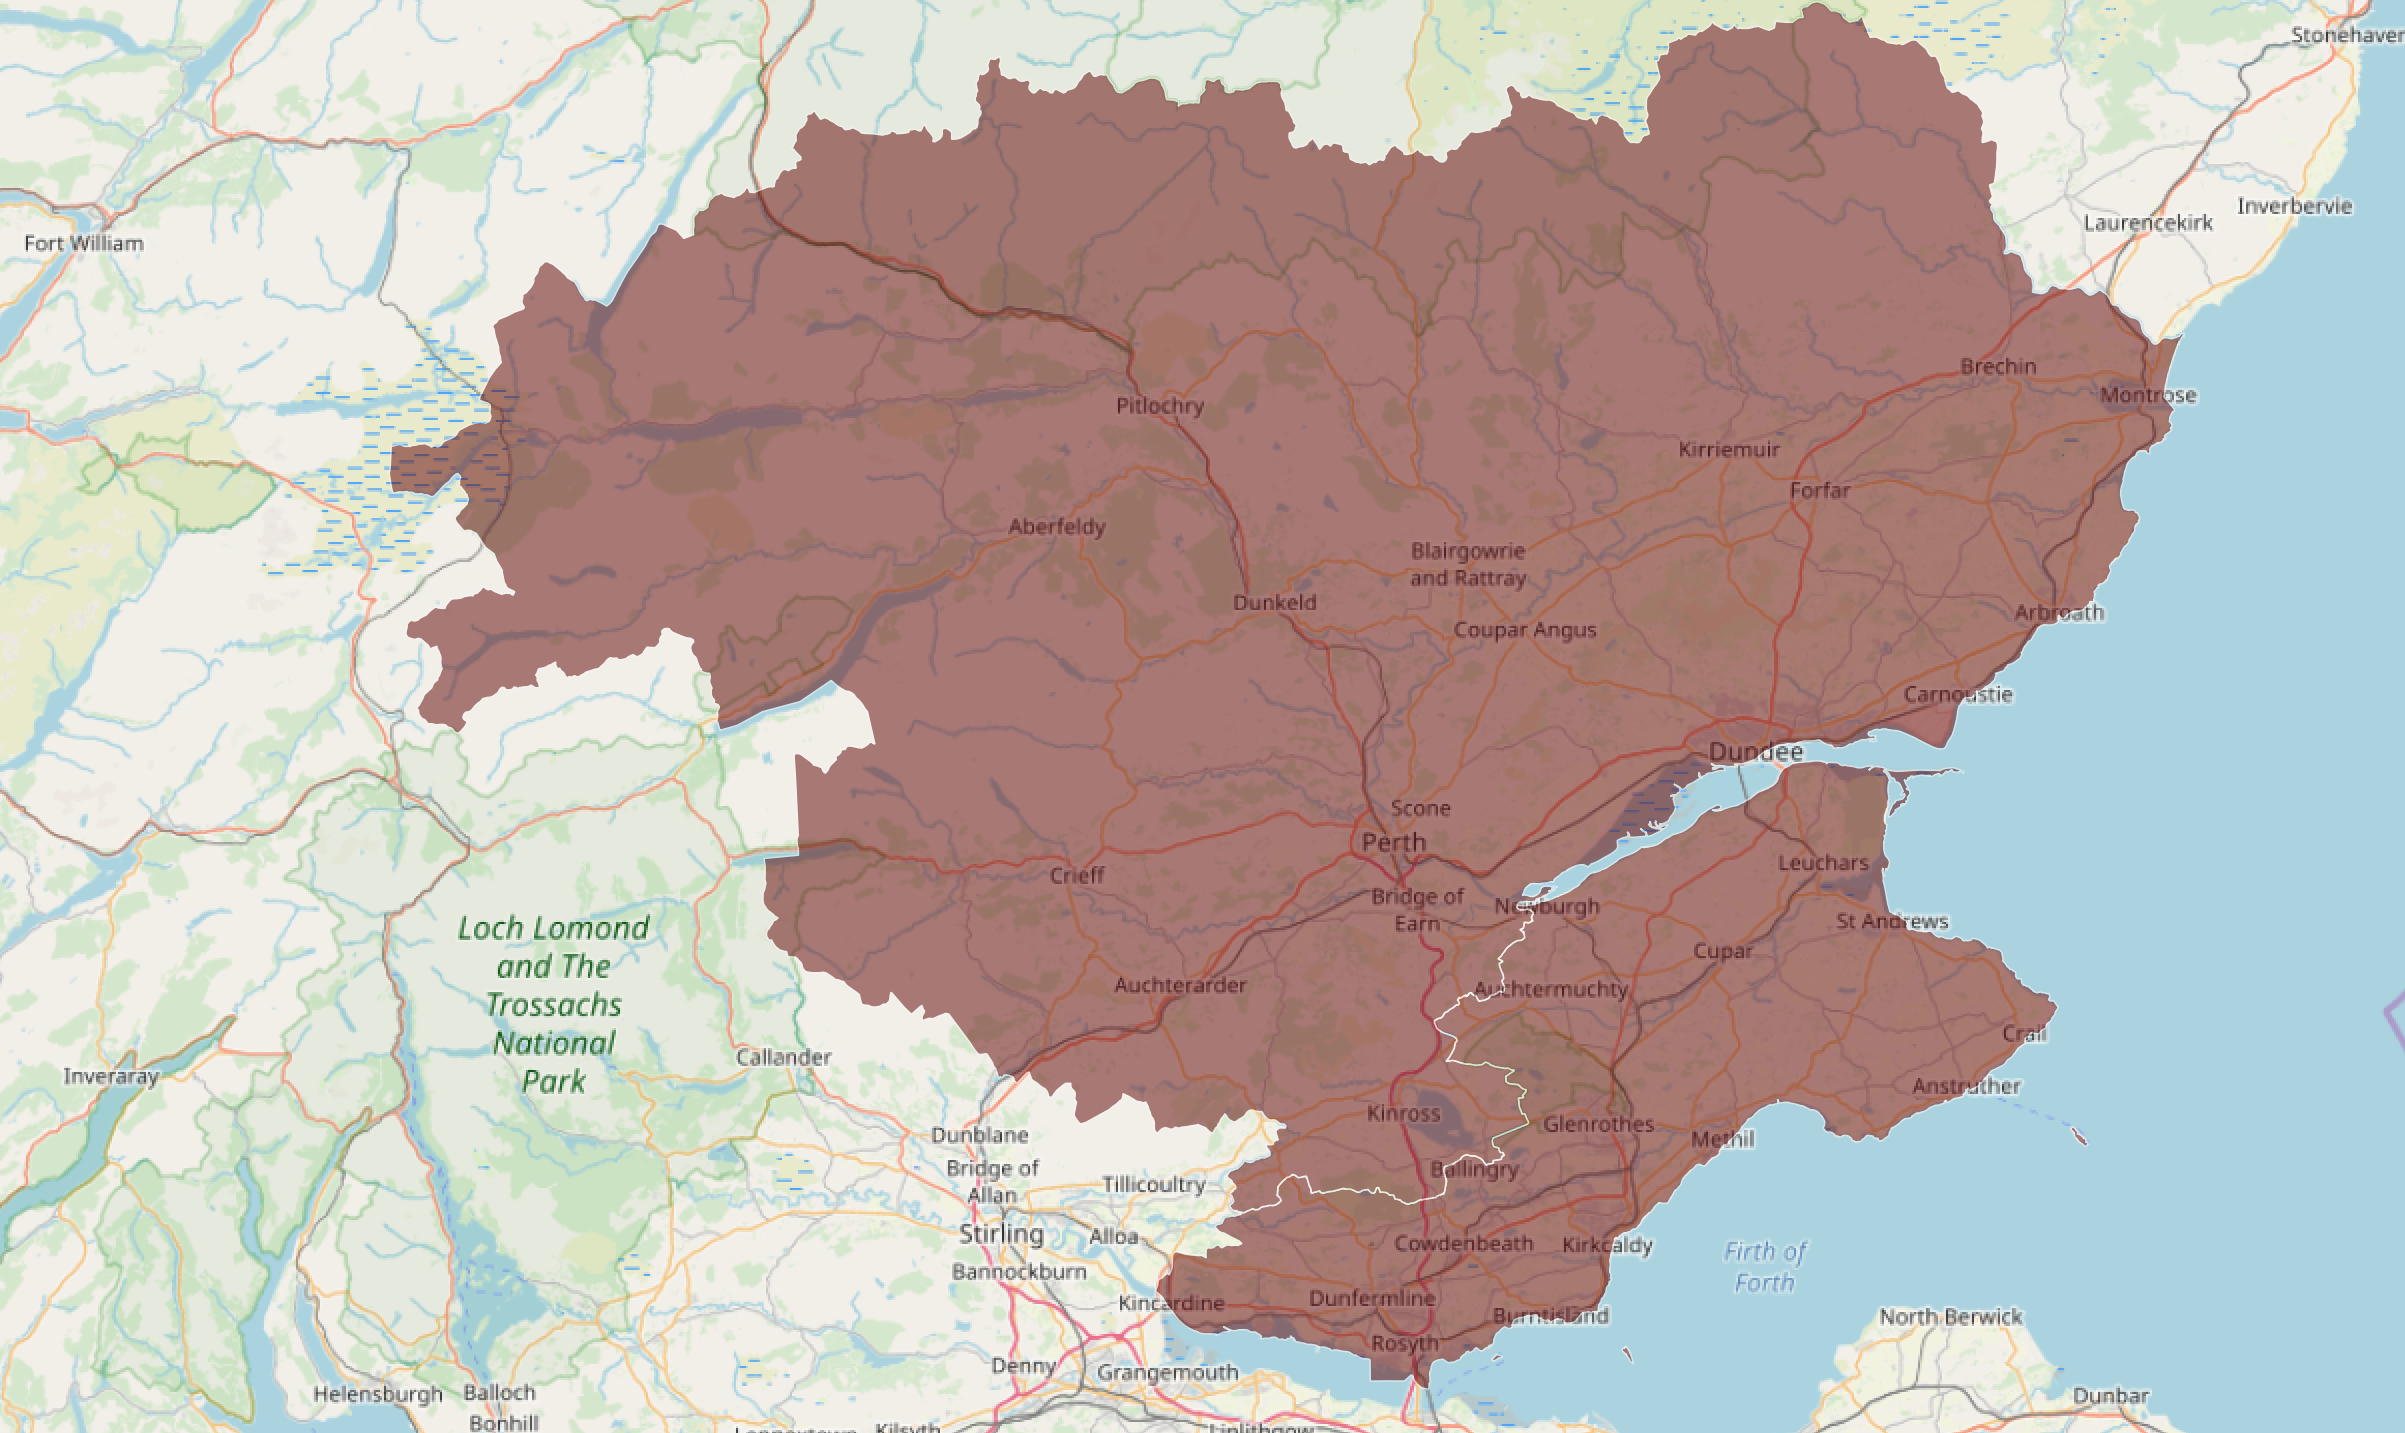 Stonehaven
Laurencekirk
Inverbervie
Fort William
Brechin
Montrose
Pitlochry
Kirriemuir
Forfar
Aberfeldy
Blairgowrie
and Rattray
Dunkeld
Arbroath
Coupar Angus
Carnoustie
Dundee
Scone
Perth
Leuchars
Crieff
Bridge of
Earn
Newburgh
St Andrews
Loch Lomond
and The
Trossachs
National
Park
Cupar
Auchterarder
Auchtermuchty
Crail
Callander
Inveraray
Anstruther
Kinross
Glenrothes
Dunblane
Methil
Bridge of
Allan
Ballingry
Tillicoultry
Stirling
Alloa
Cowdenbeath
Kirkcaldy
Firth of
Forth
Bannockburn
Kincardine
Dunfermline
Burntisland
North Berwick
Rosyth
Denny
Grangemouth
Helensburgh
Balloch
Dunbar
Bonhill
Kilsyth
Linlithgow